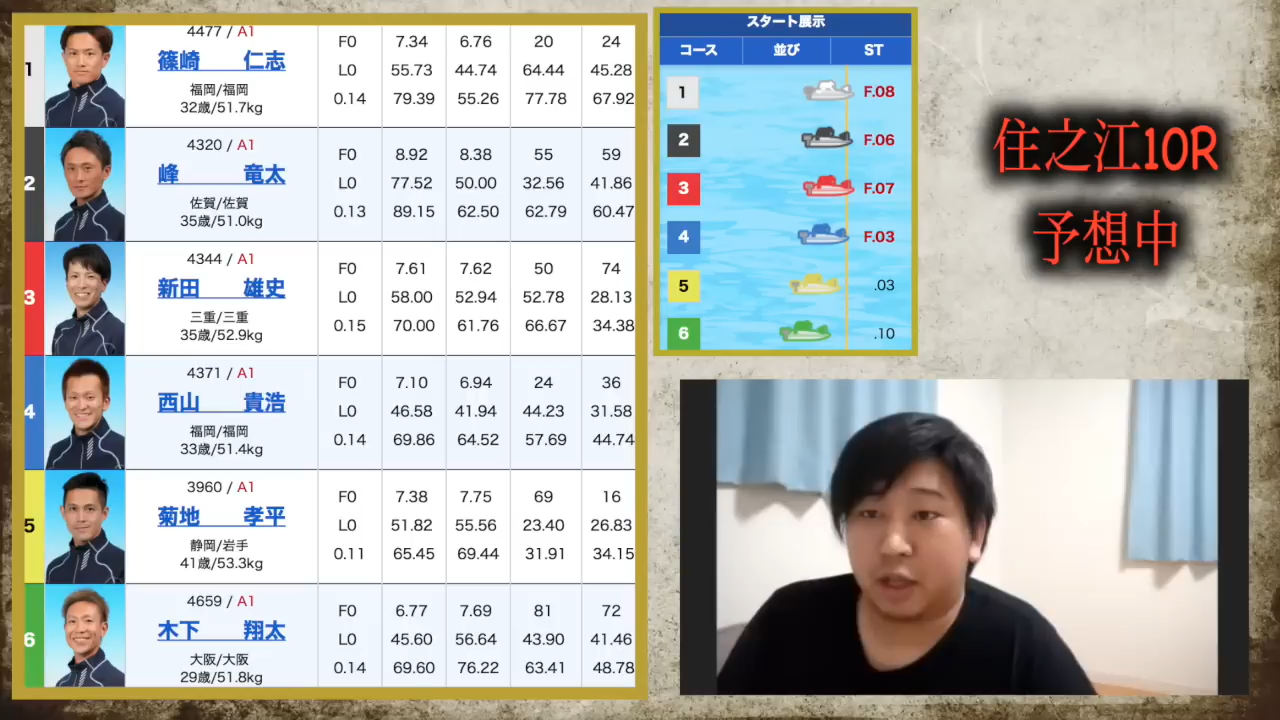 1
4477 / A1
篠崎 仁志
福岡/福岡
32歳/51.7kg
F0
L0
0.14
7.34
55.73
79.39
6.76
44.74
55.26
20
64.44
77.78
24
45.28
67.92
2
4320 / A1
峰 竜太
佐賀/佐賀
35歳/51.0kg
F0
L0
0.13
8.92
77.52
89.15
8.38
50.00
62.50
55
32.56
62.79
59
41.86
60.47
3
4344 / A1
新田 雄史
三重/三重
35歳/52.9kg
F0
L0
0.15
7.61
58.00
70.00
7.62
52.94
61.76
50
52.78
66.67
74
28.13
34.38
4
4371 / A1
西山 貴浩
福岡/福岡
33歳/51.4kg
F0
L0
0.14
7.10
46.58
69.86
6.94
41.94
64.52
24
44.23
57.69
36
31.58
44.74
5
3960 / A1
菊地 孝平
静岡/岩手
41歳/53.3kg
F0
L0
0.11
7.38
51.82
65.45
7.75
55.56
69.44
69
23.40
31.91
16
26.83
34.15
6
4659 / A1
木下 翔太
大阪/大阪
29歳/51.8kg
F0
L0
0.14
6.77
45.60
69.60
7.69
56.64
76.22
81
43.90
63.41
72
41.46
48.78
スタート展示
コース 並び ST
1 F.08
2 F.06
3 F.07
4 F.03
5 .03
6 .10
住之江10R
予想中